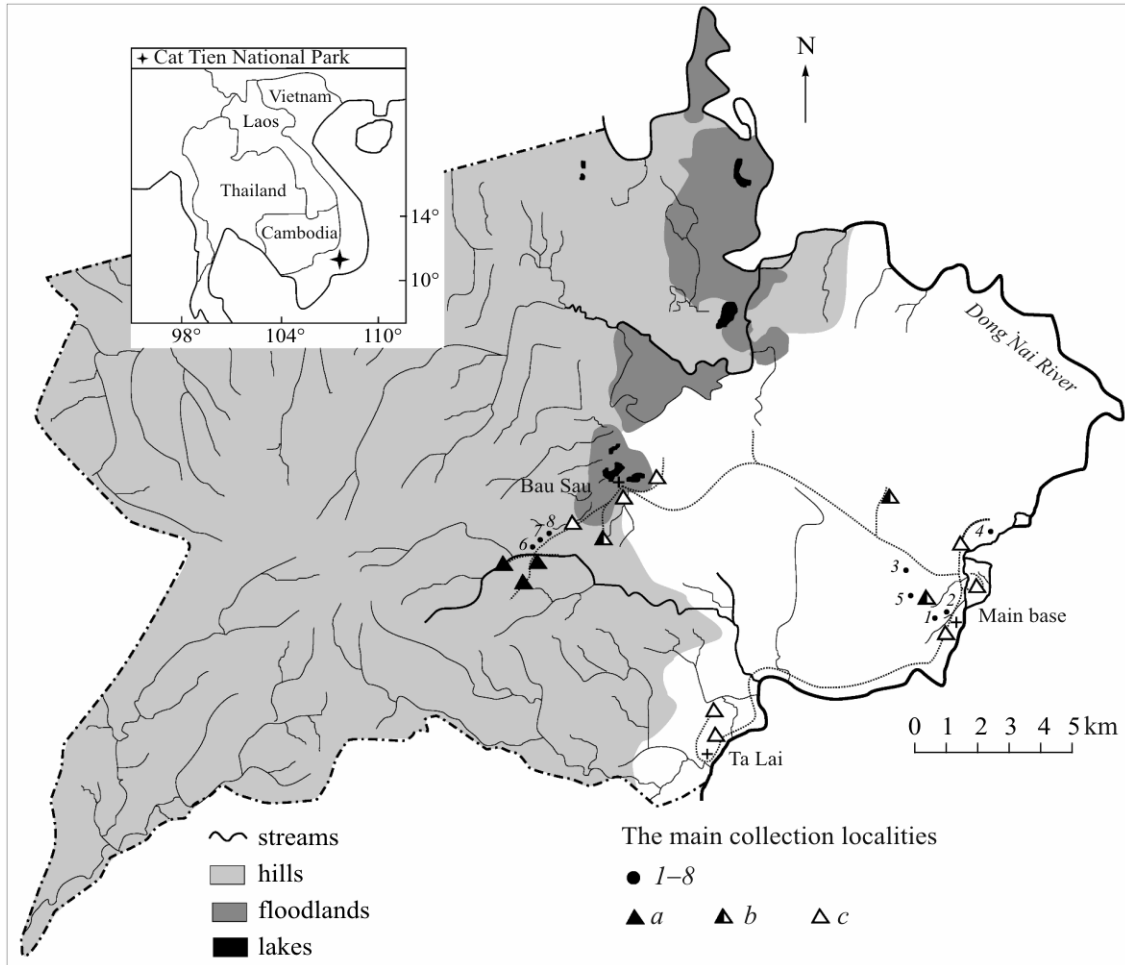 ✦ Cat Tien National Park
Vietnam
Laos
Thailand
Cambodia
14°
10°
98° 104° 110°
N
Dong Nai River
Bau Sau
8
7
6
4
3
5
2
1
Main base
Ta Lai
0 1 2 4 5 km
streams
hills
floodlands
lakes
The main collection localities
1–8
a b c